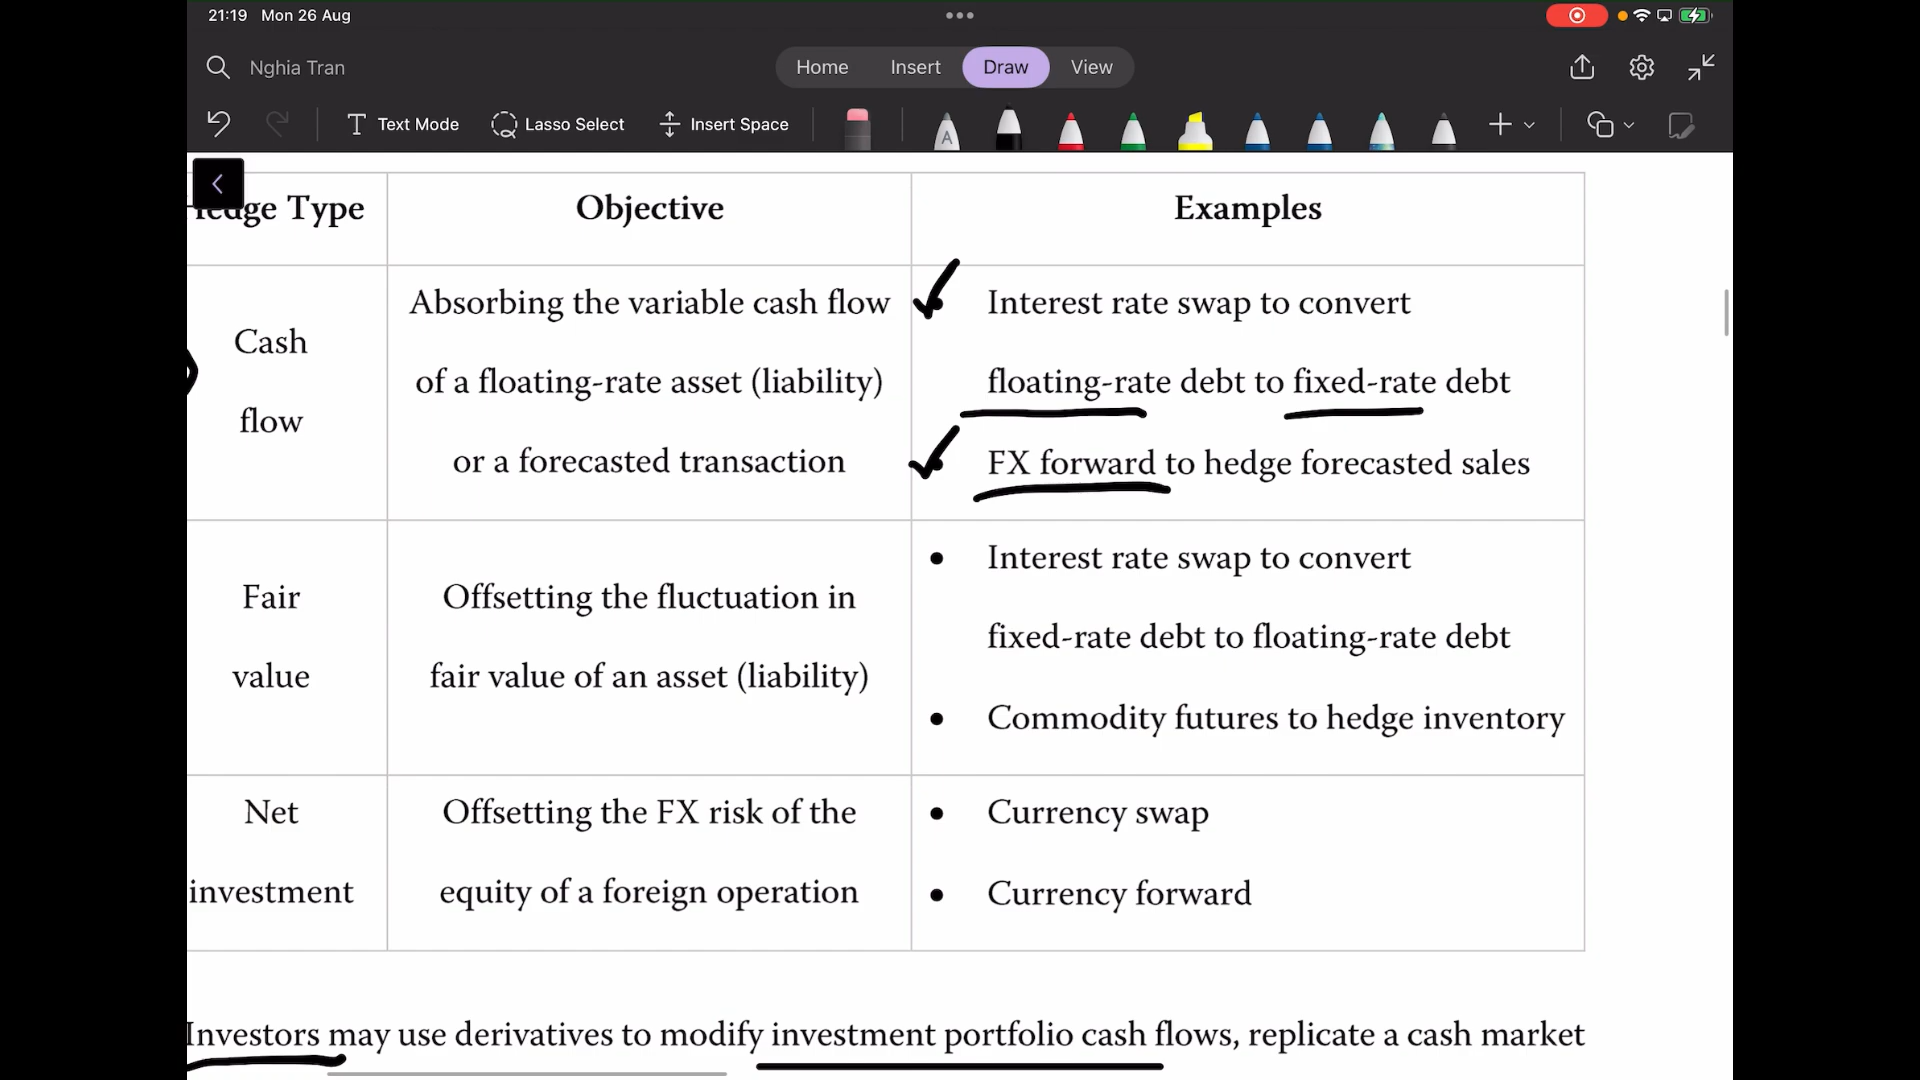 21:19 Mon 26 Aug
Nghia Tran
Home Insert Draw View
Text Mode Lasso Select Insert Space
A
Hedge Type Objective Examples
Cash
flow
Absorbing the variable cash flow
of a floating-rate asset (liability)
or a forecasted transaction
Interest rate swap to convert
floating-rate debt to fixed-rate debt
FX forward to hedge forecasted sales
Fair
value
Offsetting the fluctuation in
fair value of an asset (liability)
Interest rate swap to convert
fixed-rate debt to floating-rate debt
Commodity futures to hedge inventory
Net
investment
Offsetting the FX risk of the
equity of a foreign operation
Currency swap
Currency forward
Investors may use derivatives to modify investment portfolio cash flows, replicate a cash market